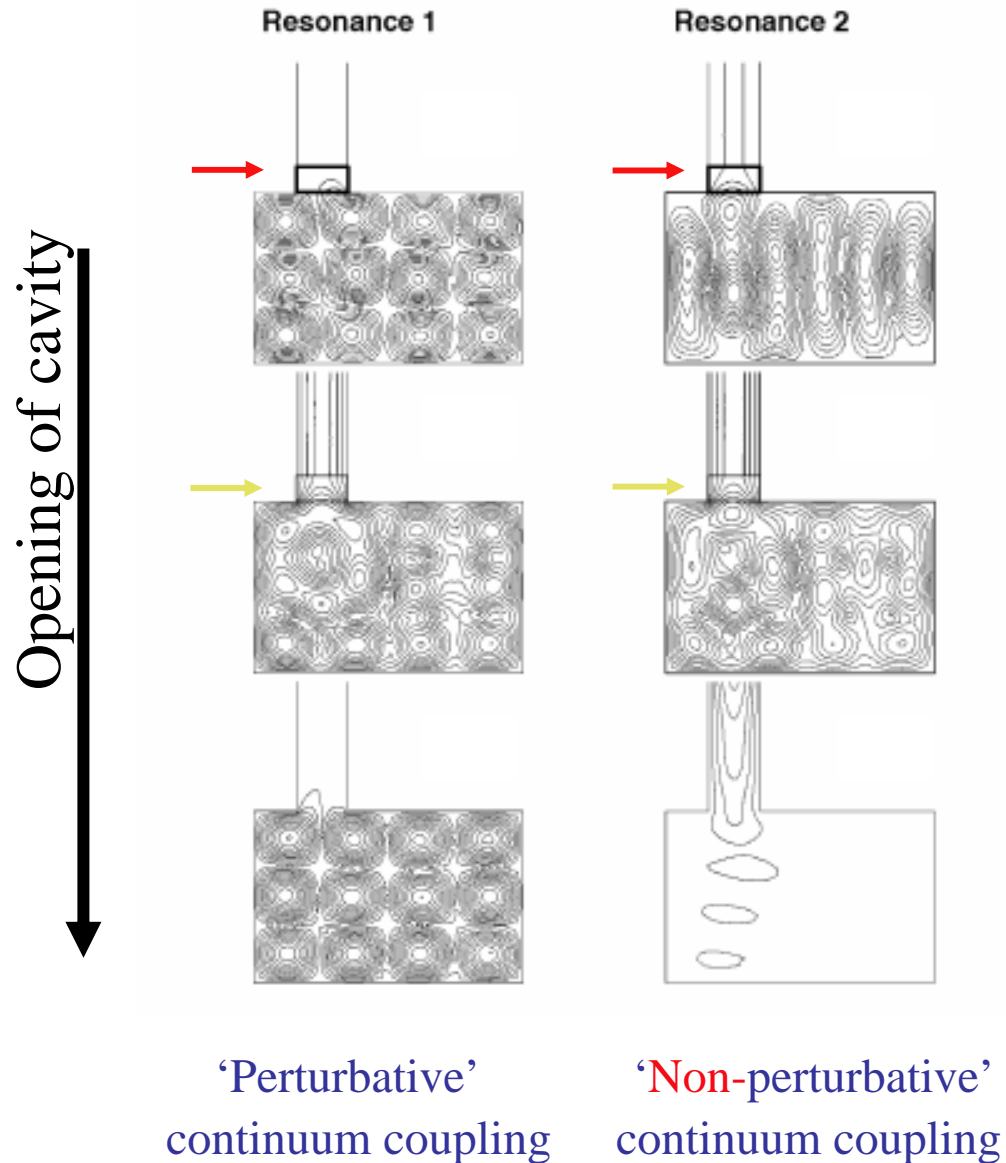 Resonance 1
Resonance 2
Opening of cavity
‘Perturbative’
continuum coupling
‘Non-perturbative’
continuum coupling